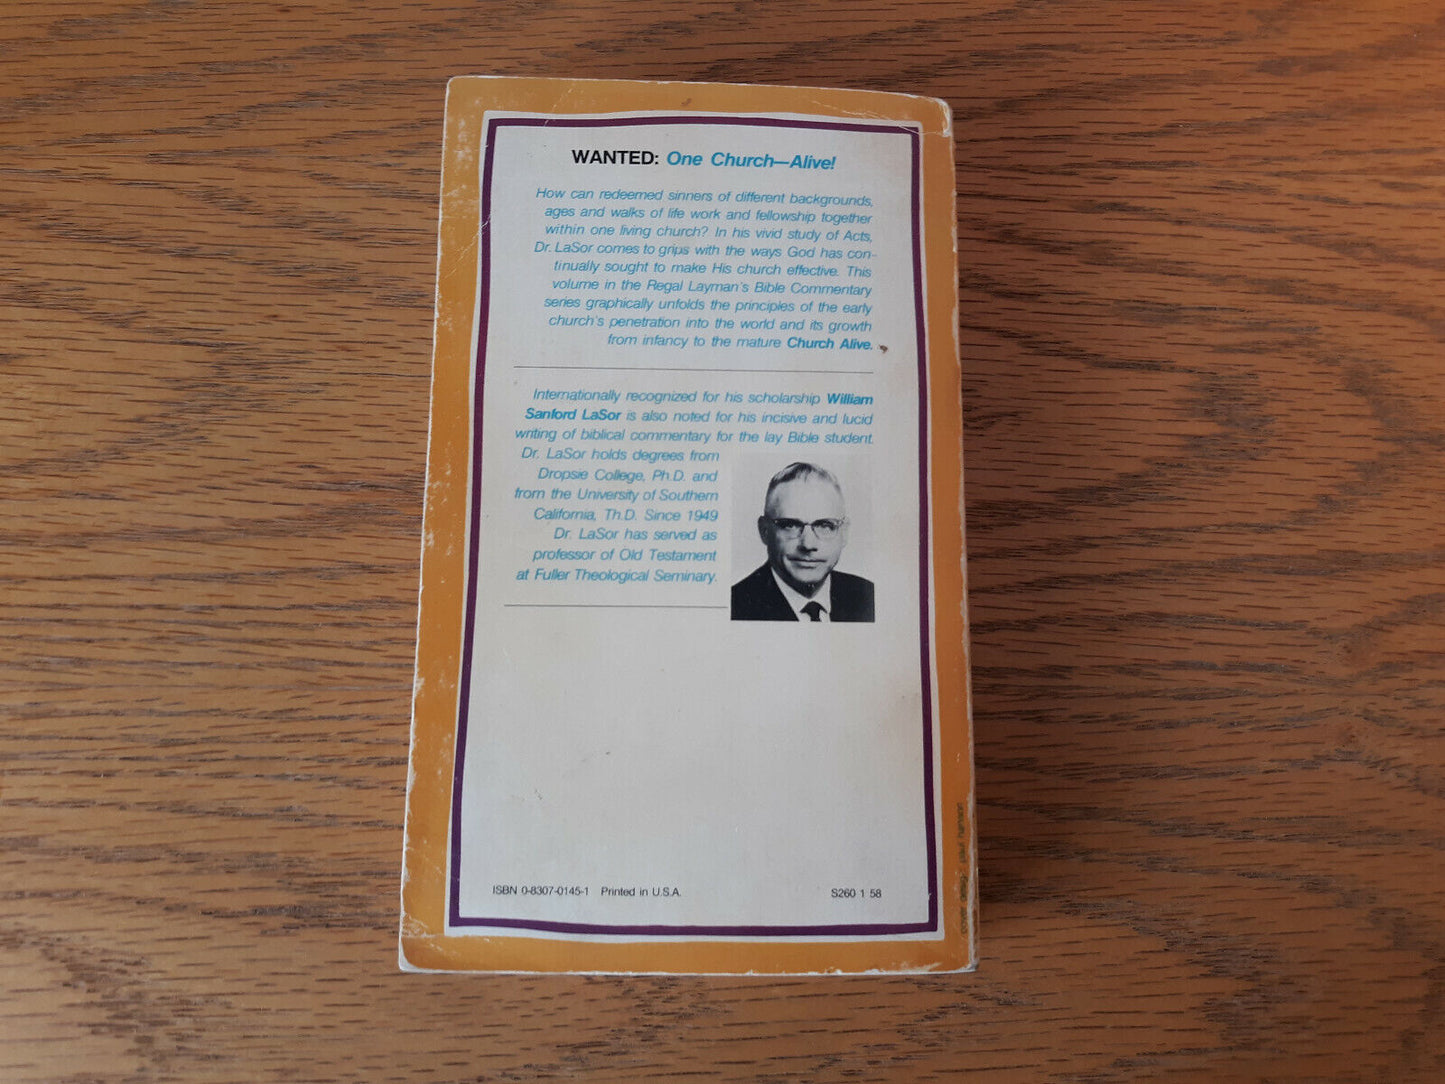 WANTED: One Church—Alive!
How can redeemed sinners of different backgrounds,
ages and walks of life work and fellowship together
within one living church? In his vivid study of Acts,
Dr. LaSor comes to grips with the ways God has con-
tinually sought to make His church effective. This
volume in the Regal Layman's Bible Commentary
series graphically unfolds the principles of the early
church's penetration into the world and its growth
from infancy to the mature Church Alive.
Internationally recognized for his scholarship William
Sanford LaSor is also noted for his incisive and lucid
writing of biblical commentary for the lay Bible student.
Dr. LaSor holds degrees from
Dropsie College, Ph.D. and
from the University of Southern
California, Th.D. Since 1949
Dr. LaSor has served as
professor of Old Testament
at Fuller Theological Seminary.
ISBN 0-8307-0145-1 Printed in U.S.A.
S260 1 58
cover design paul hanson